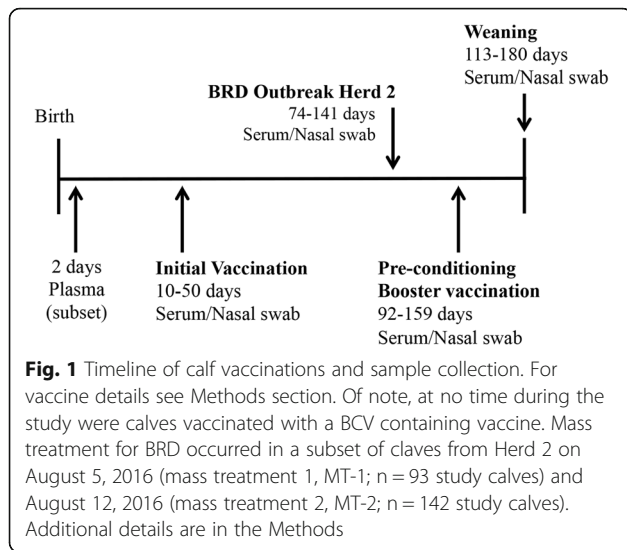 Weaning
113-180 days
Serum/Nasal swab
BRD Outbreak Herd 2
74-141 days
Serum/Nasal swab
Birth
2 days
Plasma
(subset)
Initial Vaccination
10-50 days
Serum/Nasal swab
Pre-conditioning
Booster vaccination
92-159 days
Serum/Nasal swab
Fig. 1 Timeline of calf vaccinations and sample collection. For
vaccine details see Methods section. Of note, at no time during the
study were calves vaccinated with a BCV containing vaccine. Mass
treatment for BRD occurred in a subset of claves from Herd 2 on
August 5, 2016 (mass treatment 1, MT-1; n = 93 study calves) and
August 12, 2016 (mass treatment 2, MT-2; n = 142 study calves).
Additional details are in the Methods